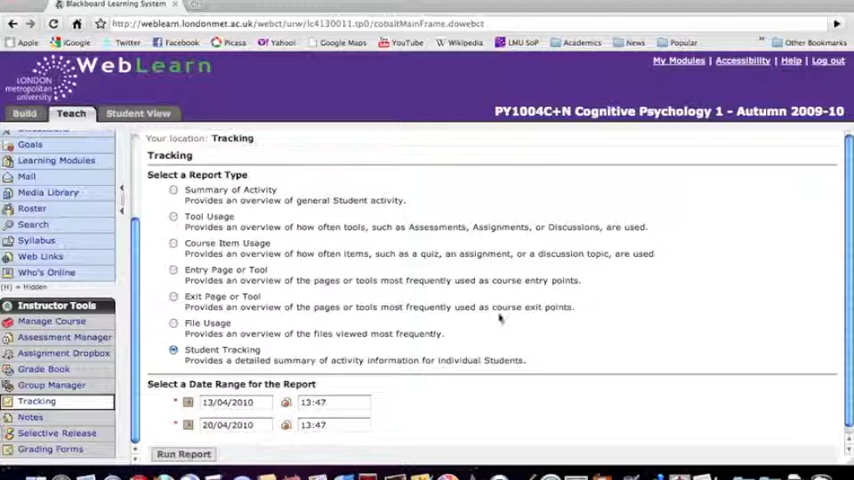 Blackboard Learning System
http://weblearn.londonmet.ac.uk/webct/urw/lc4130011.tp0/cobaltMainFrame.dowebct
Apple iGoogle Twitter Facebook Picasa Yahoo! Google Maps YouTube Wikipedia LMU SoP Academics News Popular Other Bookmarks
WebLearn
LONDON
metropolitan
university
My Modules | Accessibility | Help | Log out
Build Teach Student View
PY1004C+N Cognitive Psychology 1 - Autumn 2009-10
Goals
Learning Modules
Mail
Media Library
Roster
Search
Syllabus
Web Links
Who's Online
[H] = Hidden
Instructor Tools
Manage Course
Assessment Manager
Assignment Dropbox
Grade Book
Group Manager
Tracking
Notes
Selective Release
Grading Forms
Your location: Tracking
Tracking
Select a Report Type
Summary of Activity
Provides an overview of general Student activity.
Tool Usage
Provides an overview of how often tools, such as Assessments, Assignments, or Discussions, are used.
Course Item Usage
Provides an overview of how often items, such as a quiz, an assignment, or a discussion topic, are used
Entry Page or Tool
Provides an overview of the pages or tools most frequently used as course entry points.
Exit Page or Tool
Provides an overview of the pages or tools most frequently used as course exit points.
File Usage
Provides an overview of the files viewed most frequently.
Student Tracking
Provides a detailed summary of activity information for individual Students.
Select a Date Range for the Report
* 13/04/2010 13:47
* 20/04/2010 13:47
Run Report